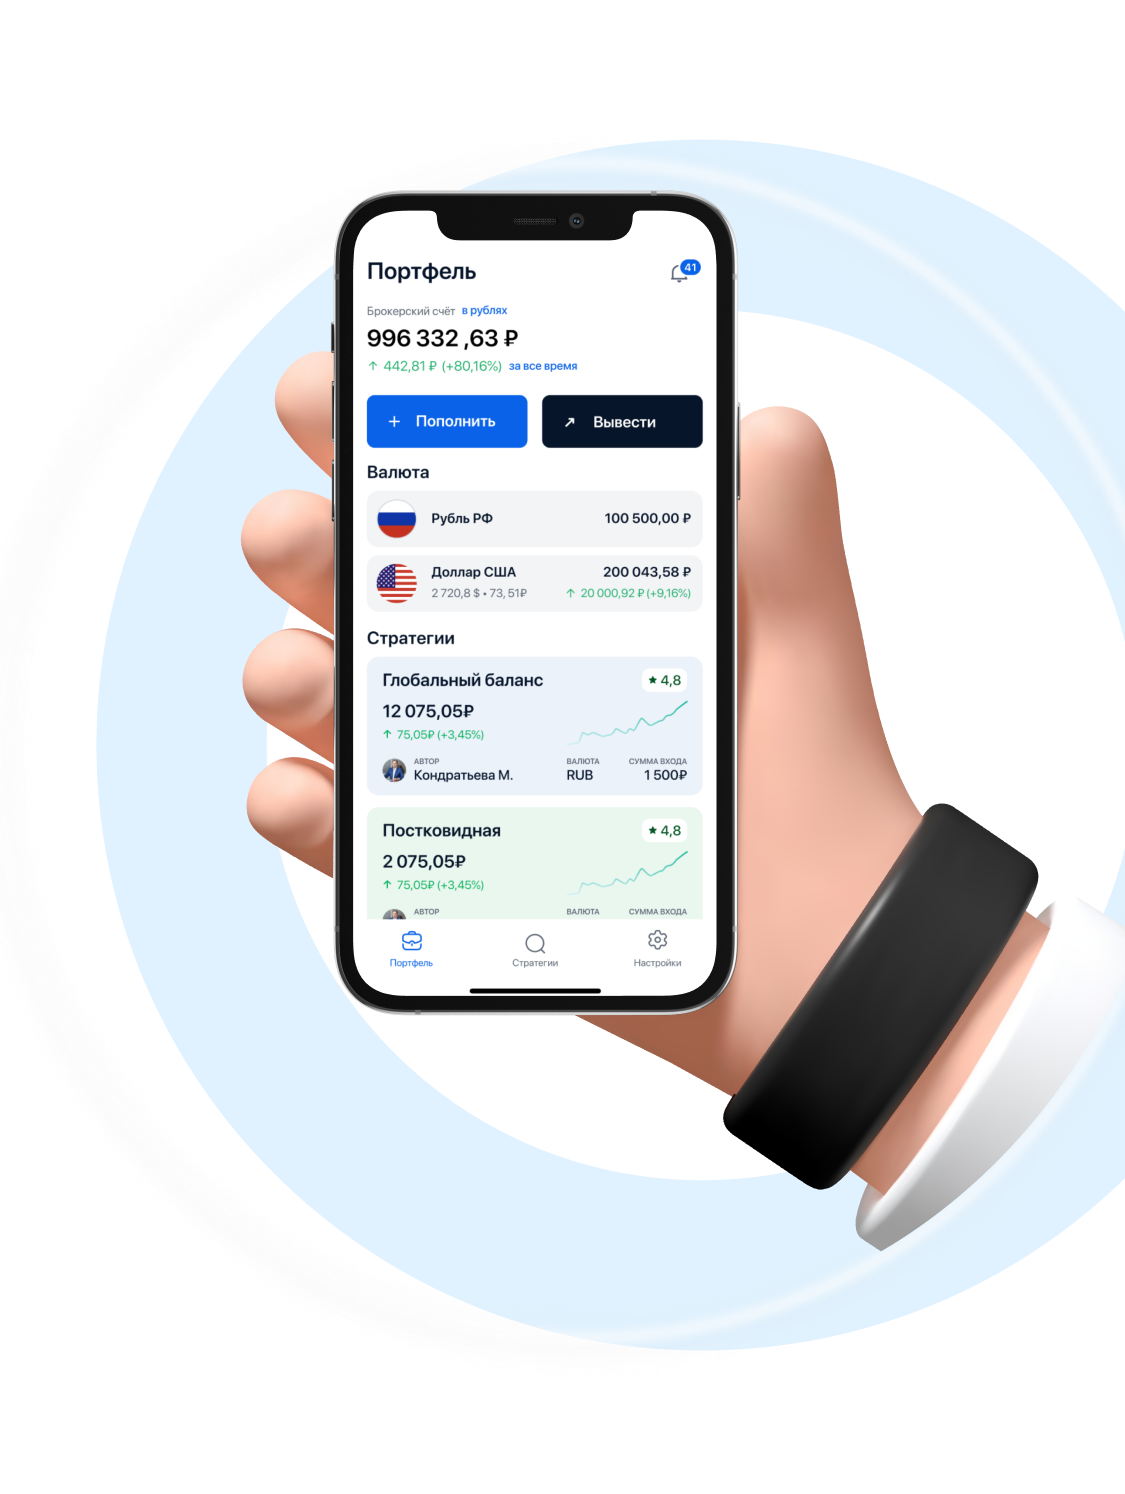 Портфель
41
Брокерский счёт в рублях
996 332 ,63 ₽
↑ 442,81 ₽ (+80,16%) за все время
+ Пополнить
↗ Вывести
Валюта
Рубль РФ 100 500,00 ₽
Доллар США 200 043,58 ₽
2 720,8 $ • 73, 51₽ ↑ 20 000,92 ₽ (+9,16%)
Стратегии
Глобальный баланс ★ 4,8
12 075,05₽
↑ 75,05₽ (+3,45%)
АВТОР ВАЛЮТА СУММА ВХОДА
Кондратьева М. RUB 1 500₽
Постковидная ★ 4,8
2 075,05₽
↑ 75,05₽ (+3,45%)
АВТОР ВАЛЮТА СУММА ВХОДА
Портфель Стратегии Настройки